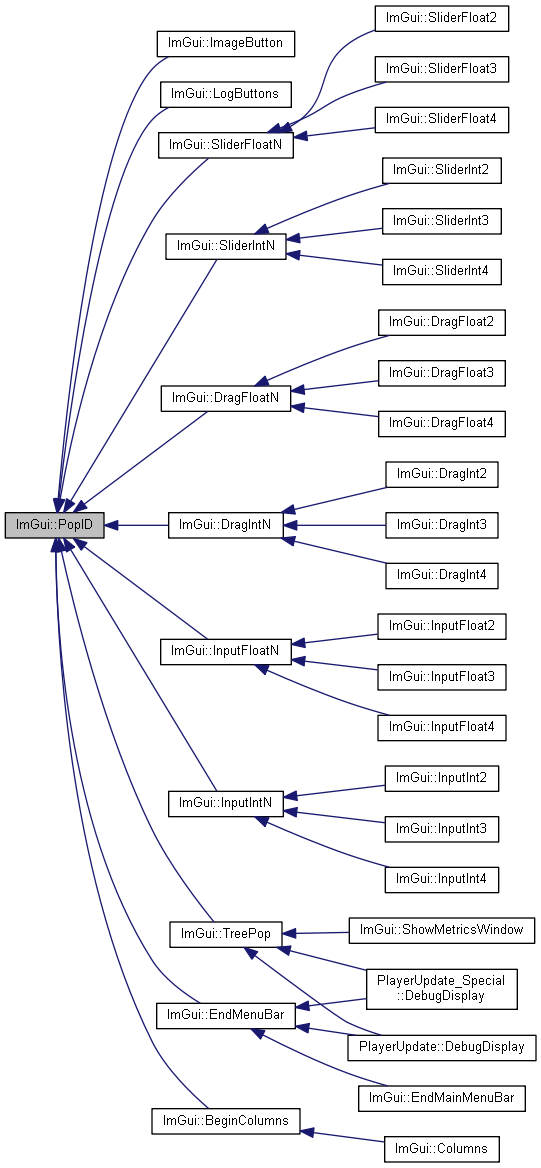 ImGui::PopID
ImGui::ImageButton
ImGui::LogButtons
ImGui::SliderFloatN
ImGui::SliderFloat2
ImGui::SliderFloat3
ImGui::SliderFloat4
ImGui::SliderIntN
ImGui::SliderInt2
ImGui::SliderInt3
ImGui::SliderInt4
ImGui::DragFloatN
ImGui::DragFloat2
ImGui::DragFloat3
ImGui::DragFloat4
ImGui::DragIntN
ImGui::DragInt2
ImGui::DragInt3
ImGui::DragInt4
ImGui::InputFloatN
ImGui::InputFloat2
ImGui::InputFloat3
ImGui::InputFloat4
ImGui::InputIntN
ImGui::InputInt2
ImGui::InputInt3
ImGui::InputInt4
ImGui::TreePop
ImGui::ShowMetricsWindow
PlayerUpdate_Special
::DebugDisplay
PlayerUpdate::DebugDisplay
ImGui::EndMenuBar
ImGui::EndMainMenuBar
ImGui::BeginColumns
ImGui::Columns